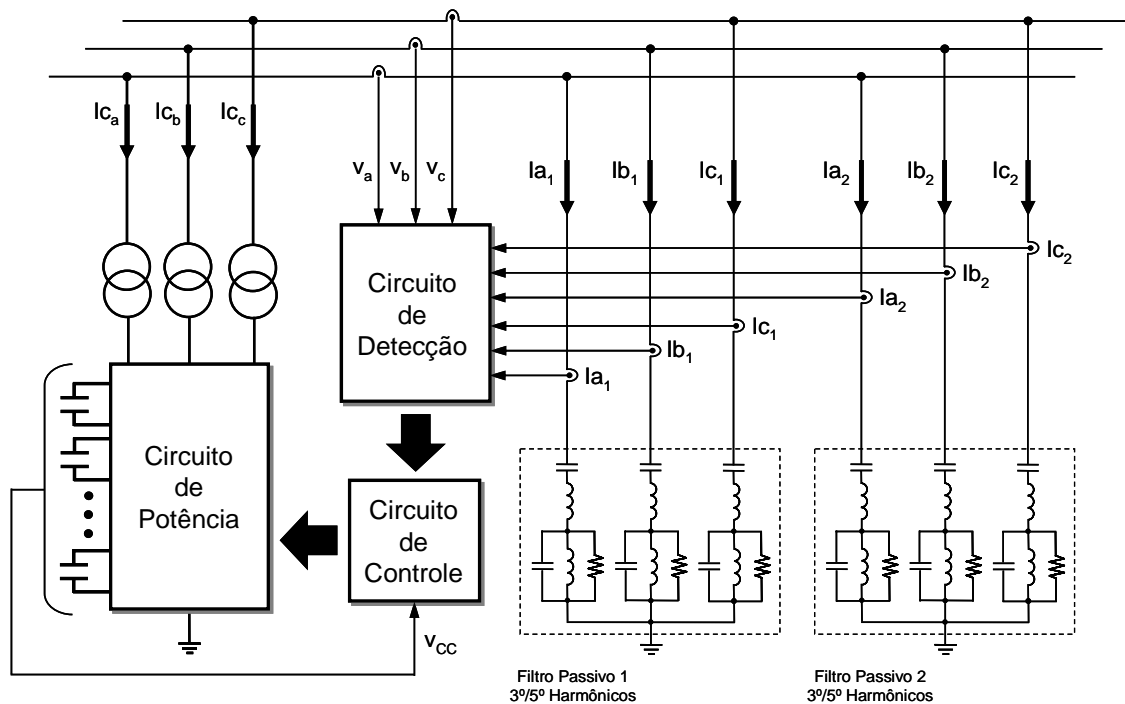 Ic_a
Ic_b
Ic_c
v_a
v_b
v_c
Ia_1
Ib_1
Ic_1
Ia_2
Ib_2
Ic_2
Circuito
de
Detecção
Ic_2
Ib_2
Ia_2
Ic_1
Ib_1
Ia_1
Circuito
de
Potência
Circuito
de
Controle
v_CC
Filtro Passivo 1
3º/5º Harmônicos
Filtro Passivo 2
3º/5º Harmônicos